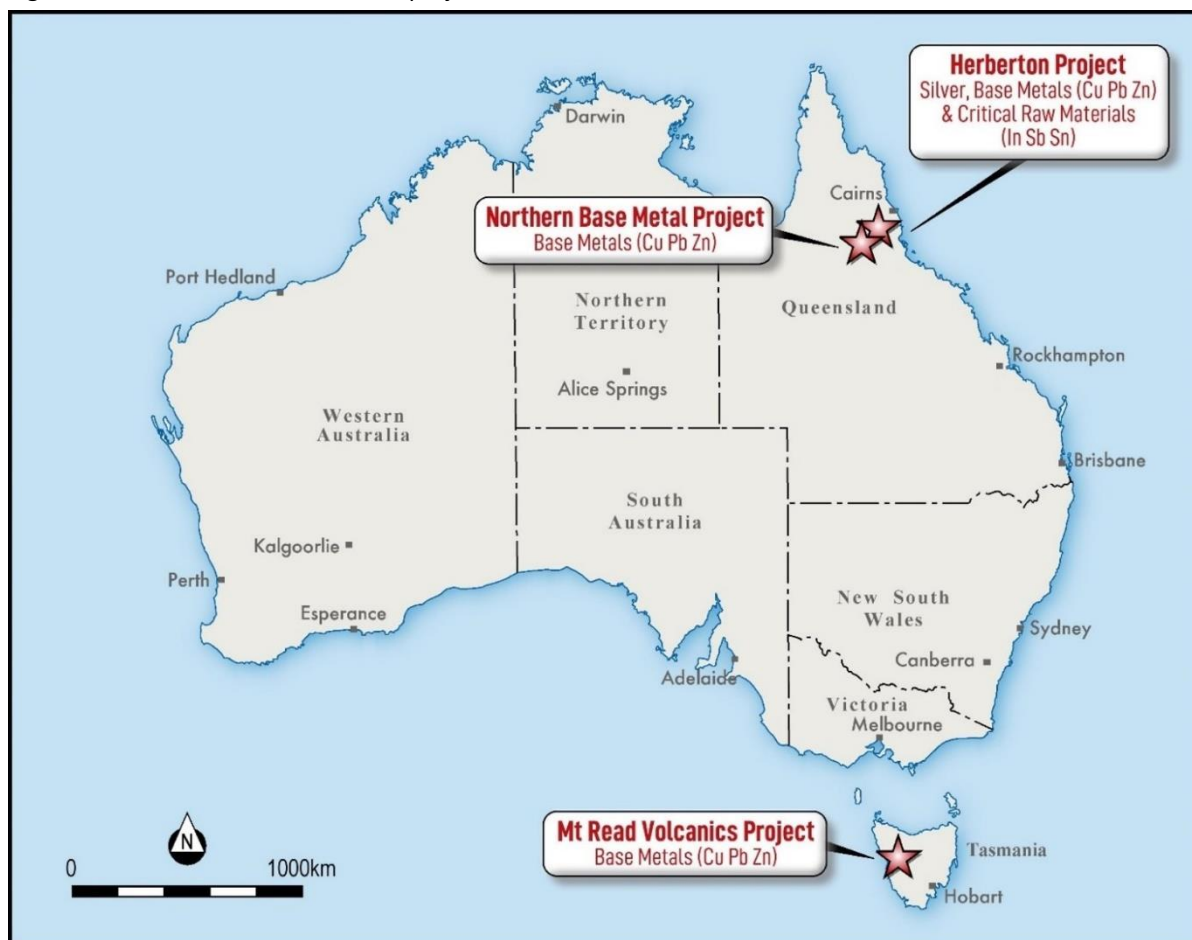 Herberton Project
Silver, Base Metals (Cu Pb Zn)
& Critical Raw Materials
(In Sb Sn)
Darwin
Cairns
Northern Base Metal Project
Base Metals (Cu Pb Zn)
Port Hedland
Northern
Territory
Queensland
Rockhampton
Alice Springs
Western
Australia
Brisbane
South
Australia
Kalgoorlie
Perth
Esperance
New South
Wales
Sydney
Canberra
Adelaide
Victoria
Melbourne
Mt Read Volcanics Project
Base Metals (Cu Pb Zn)
Tasmania
Hobart
N
0
1000km